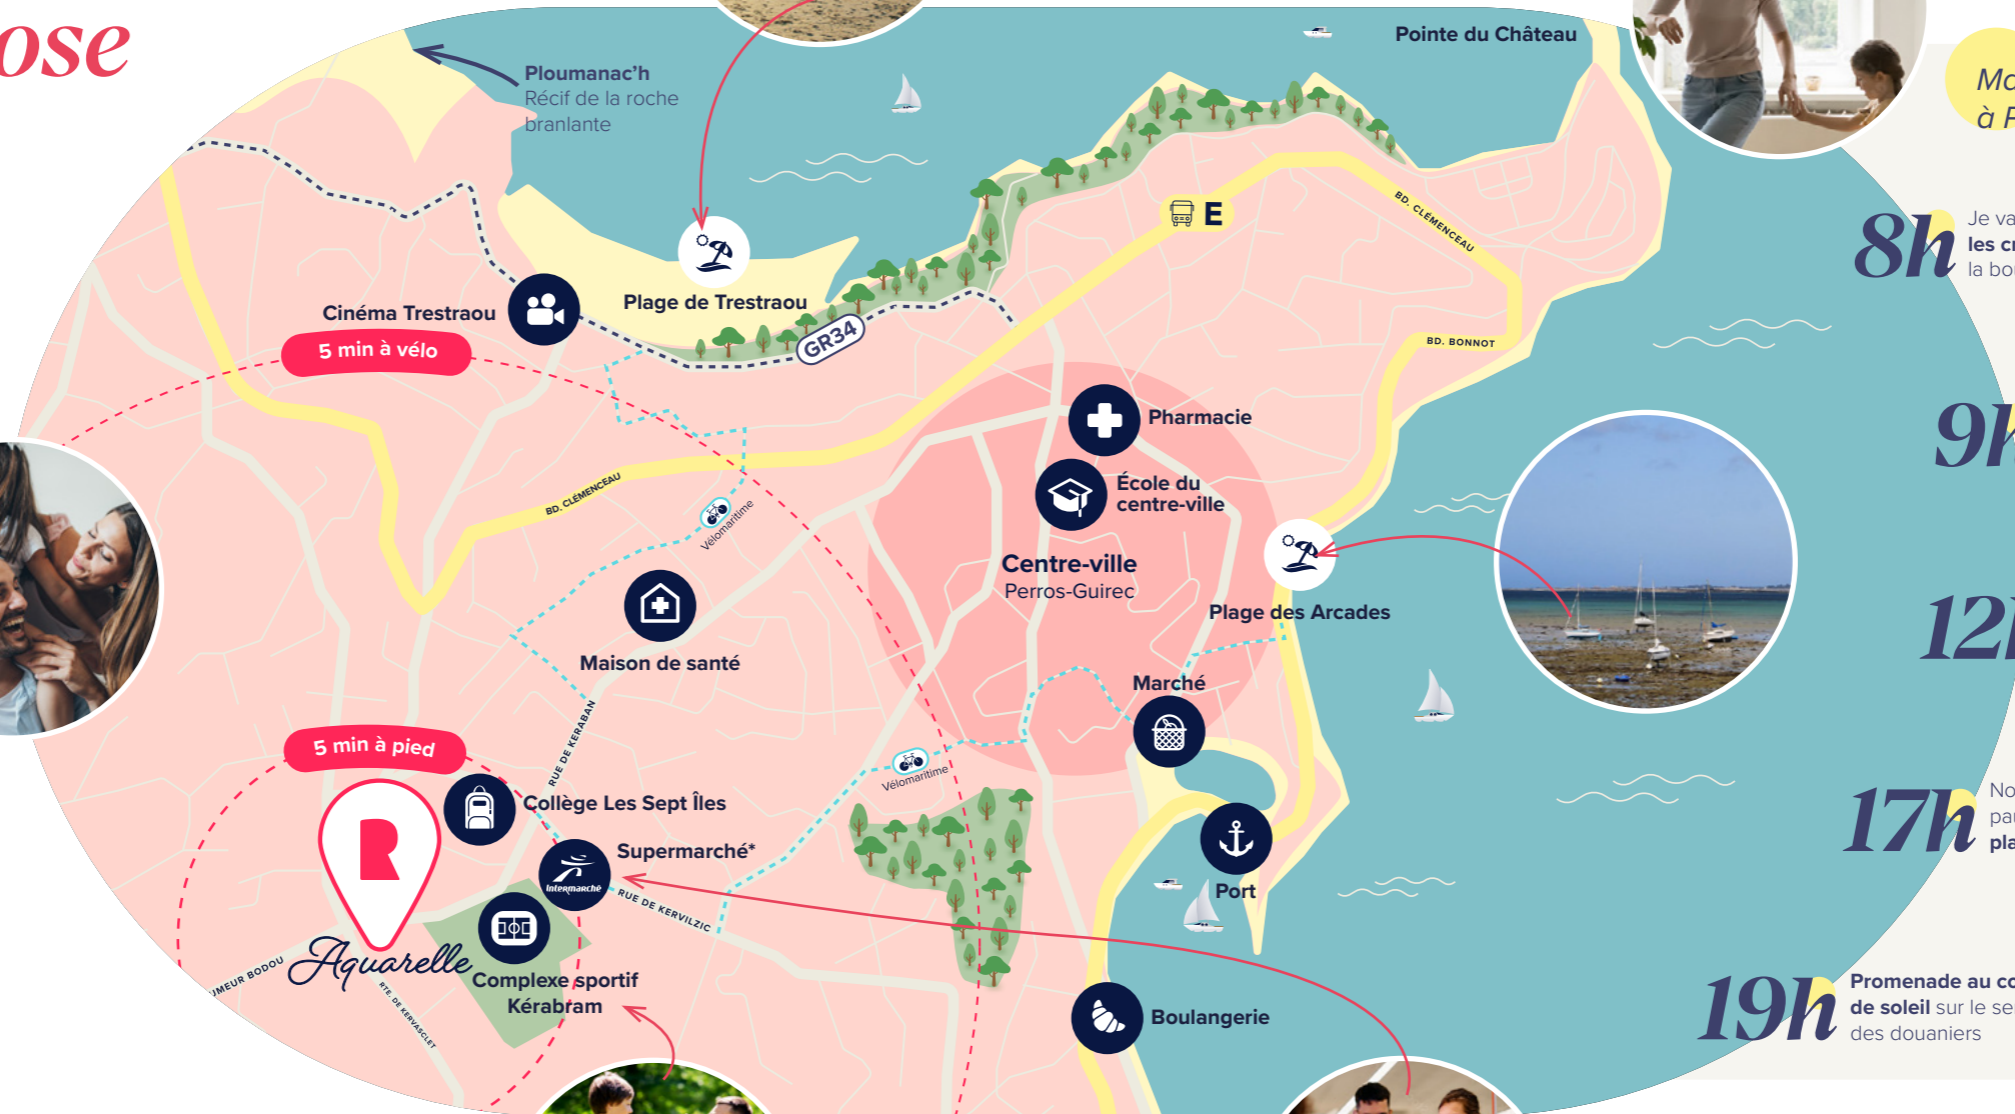 ose
Pointe du Château
Ploumanac'h
Récif de la roche
branlante
E
BD. CLÉMENCEAU
Cinéma Trestraou
Plage de Trestraou
GR34
5 min à vélo
BD. BONNOT
Pharmacie
École du
centre-ville
BD. CLÉMENCEAU
Vélomaritime
Centre-ville
Perros-Guirec
Plage des Arcades
Maison de santé
Marché
RUE DE KERABAN
5 min à pied
Vélomaritime
Collège Les Sept Îles
Supermarché*
Intermarché
R
RUE DE KERVILZIC
Port
Aquarelle
UMEUR BODOU
RTE. DE KERVASCLET
Complexe sportif
Kérabram
Boulangerie
à P
8h
Je va
les cr
la bo
9h
12h
17h
No
pau
pla
19h
Promenade au co
de soleil sur le se
des douaniers